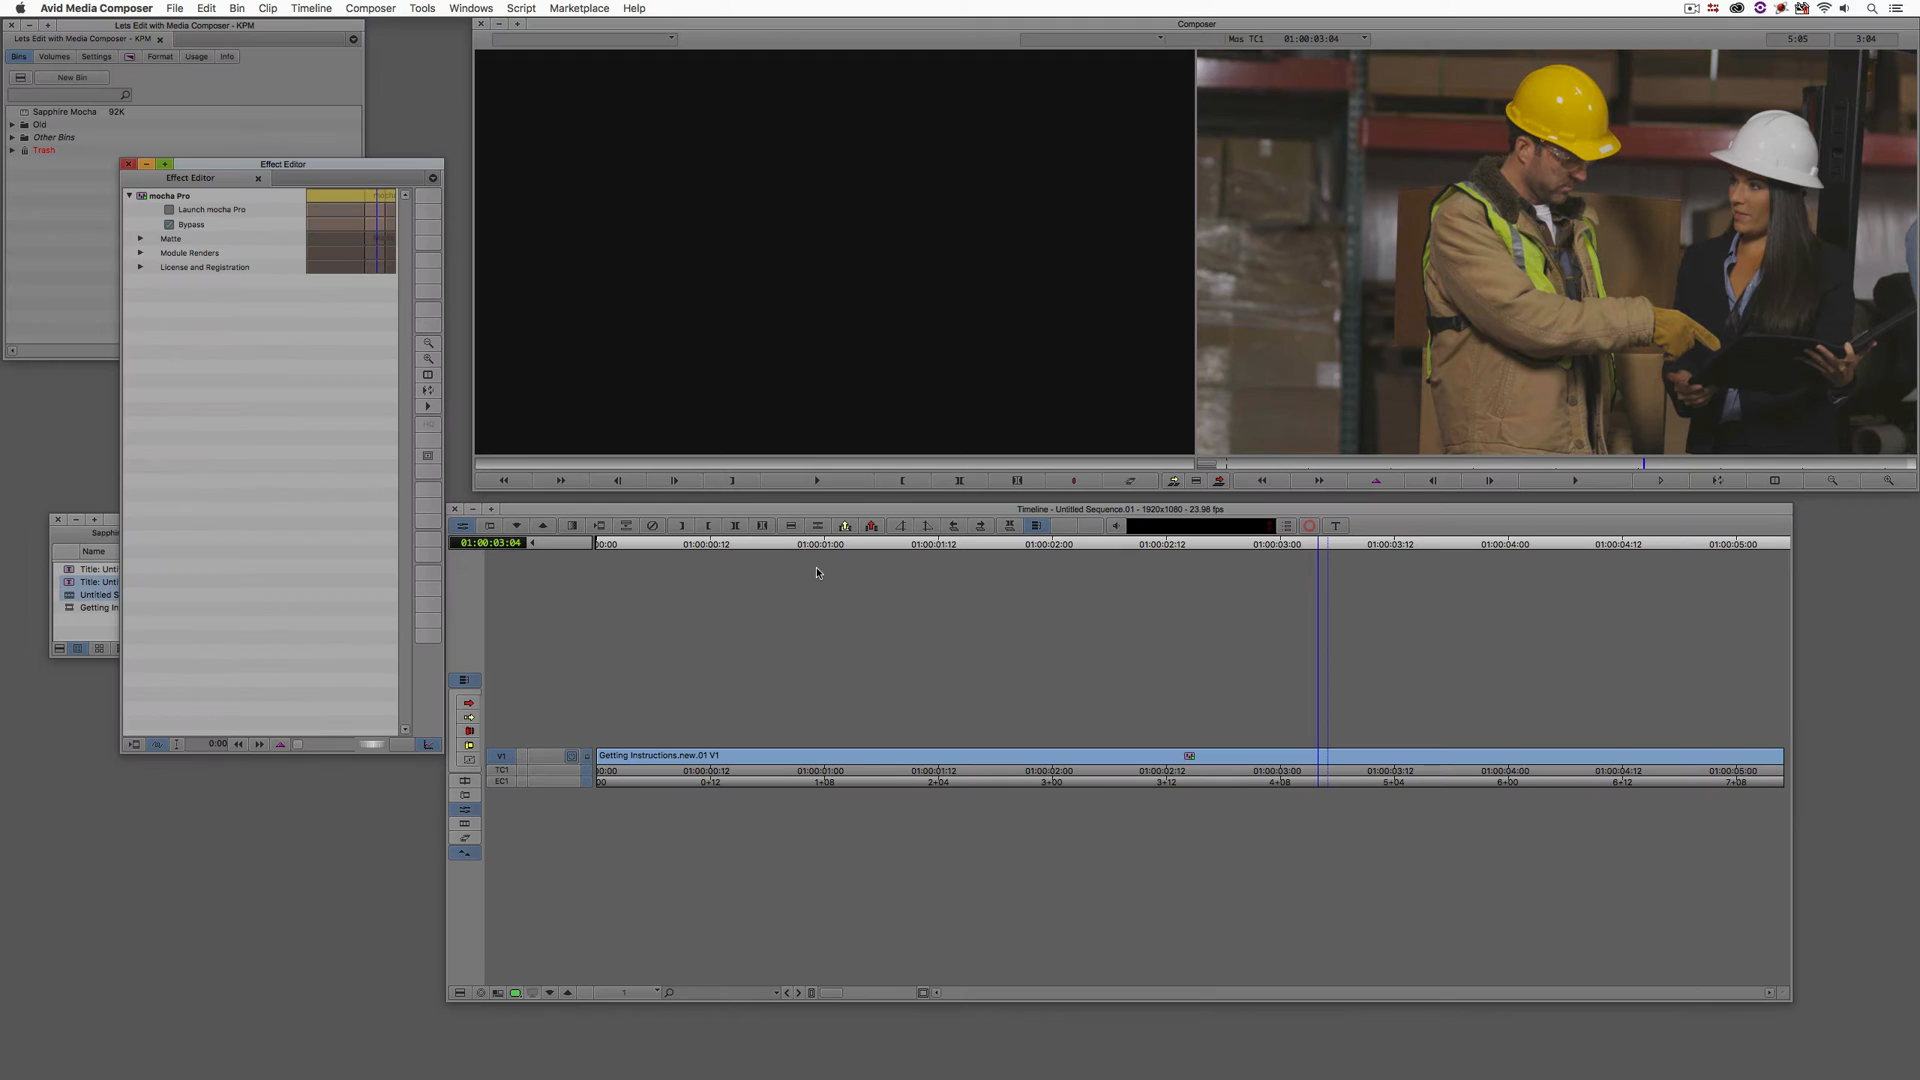 Avid Media Composer File Edit Bin Clip Timeline Composer Tools Windows Script Marketplace Help
Lets Edit with Media Composer - KPM
Lets Edit with Media Composer - KPM
Bins Volumes Settings Format Usage Info
New Bin
Sapphire Mocha 92K
Old
Other Bins
Trash
Effect Editor
Effect Editor
mocha Pro
Launch mocha Pro
Bypass
Matte
Module Renders
License and Registration
0:00
Sapphi
Name
Title: Unti
Title: Unti
Untitled S
Getting In
Composer
Mas TC1 01:00:03:04
5:05 3:04
Timeline - Untitled Sequence.01 - 1920x1080 - 23.98 fps
01:00:03:04
00:00 01:00:00:12 01:00:01:00 01:00:01:12 01:00:02:00 01:00:02:12 01:00:03:00 01:00:03:12 01:00:04:00 01:00:04:12 01:00:05:00
V1 Getting Instructions.new.01 V1
TC1 00:00 01:00:00:12 01:00:01:00 01:00:01:12 01:00:02:00 01:00:02:12 01:00:03:00 01:00:03:12 01:00:04:00 01:00:04:12 01:00:05:00
EC1 00 0+12 1+08 2+04 3+00 3+12 4+08 5+04 6+00 6+12 7+08
1